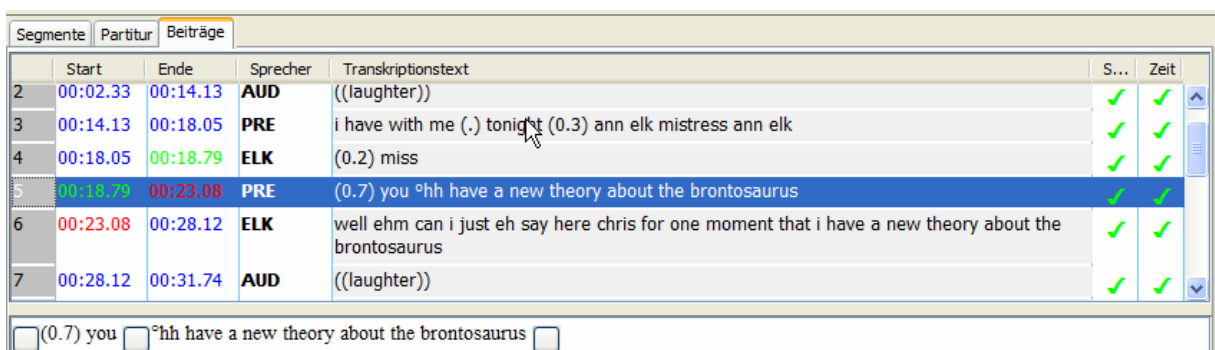 Segmente Partitur Beiträge
Start Ende Sprecher Transkriptionstext S... Zeit
2 00:02.33 00:14.13 AUD ((laughter))
3 00:14.13 00:18.05 PRE i have with me (.) tonight (0.3) ann elk mistress ann elk
4 00:18.05 00:18.79 ELK (0.2) miss
5 00:18.79 00:23.08 PRE (0.7) you °hh have a new theory about the brontosaurus
6 00:23.08 00:28.12 ELK well ehm can i just eh say here chris for one moment that i have a new theory about the
brontosaurus
7 00:28.12 00:31.74 AUD ((laughter))
(0.7) you °hh have a new theory about the brontosaurus